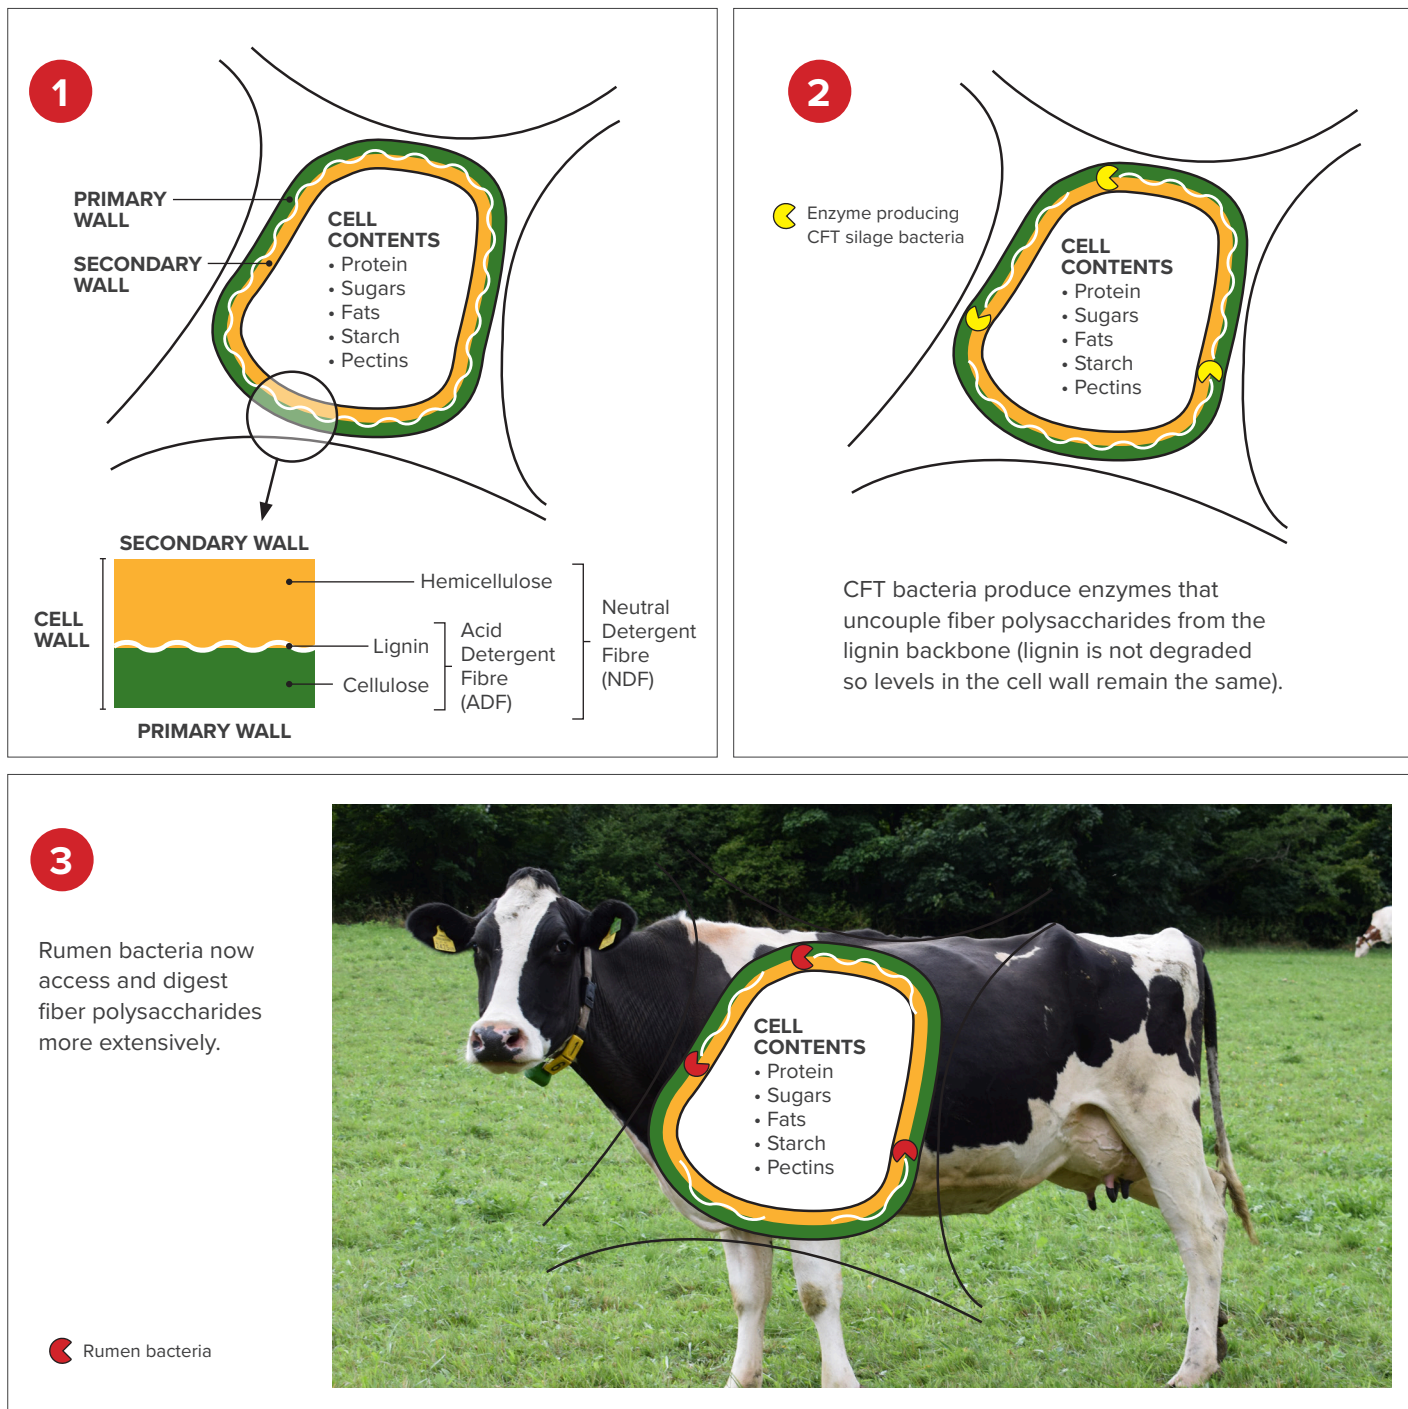 1
PRIMARY
WALL
SECONDARY
WALL
CELL
CONTENTS
• Protein
• Sugars
• Fats
• Starch
• Pectins
SECONDARY WALL
CELL
WALL
Hemicellulose
Lignin
Cellulose
Acid
Detergent
Fibre
(ADF)
Neutral
Detergent
Fibre
(NDF)
PRIMARY WALL
2
Enzyme producing
CFT silage bacteria
CELL
CONTENTS
• Protein
• Sugars
• Fats
• Starch
• Pectins
CFT bacteria produce enzymes that
uncouple fiber polysaccharides from the
lignin backbone (lignin is not degraded
so levels in the cell wall remain the same).
3
Rumen bacteria now
access and digest
fiber polysaccharides
more extensively.
CELL
CONTENTS
• Protein
• Sugars
• Fats
• Starch
• Pectins
Rumen bacteria